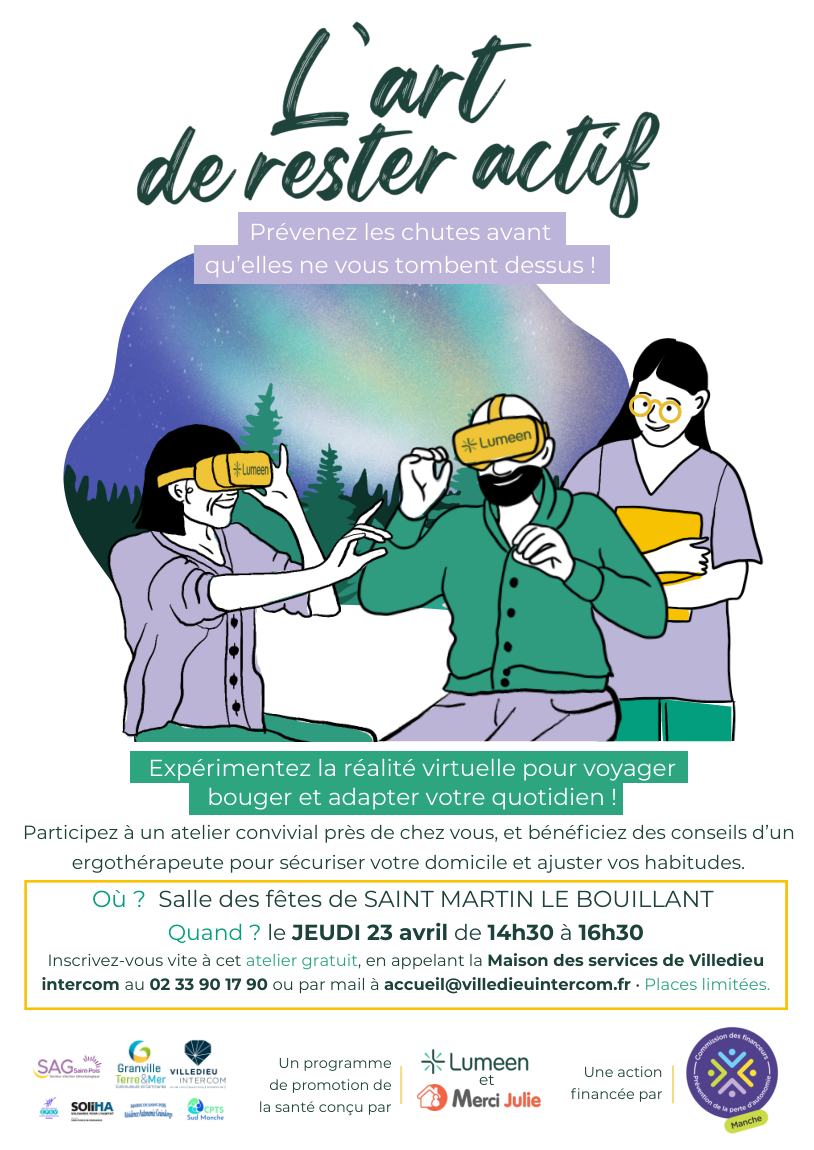 L`art
de rester actif
Prévenez les chutes avant
qu'elles ne vous tombent dessus !
Lumeen
Lumeen
Expérimentez la réalité virtuelle pour voyager
bouger et adapter votre quotidien !
Participez à un atelier convivial près de chez vous, et bénéficiez des conseils d'un
ergothérapeute pour sécuriser votre domicile et ajuster vos habitudes.
Où ? Salle des fêtes de SAINT MARTIN LE BOUILLANT
Quand ? le JEUDI 23 avril de 14h30 à 16h30
Inscrivez-vous vite à cet atelier gratuit, en appelant la Maison des services de Villedieu
intercom au 02 33 90 17 90 ou par mail à accueil@villedieuintercom.fr • Places limitées.
SAG Saint-Pois
Granville
Terre&Mer
VILLEDIEU
INTERCOM
SOliHA
CPTS
Sud Manche
Un programme
de promotion de
la santé conçu par
Lumeen
et
Merci Julie
Une action
financée par
Commission des financeurs
Prévention de la perte d'autonomie
Manche